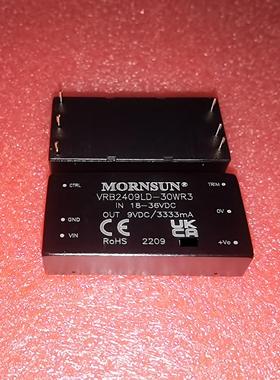 CTRL
MORNSUN®
TRIM
VRB2409LD-30WR3
IN 18-36VDC
0V
GND
OUT 9VDC/3333mA
VIN
CE
UK
CA
RoHS 2209
+Vo